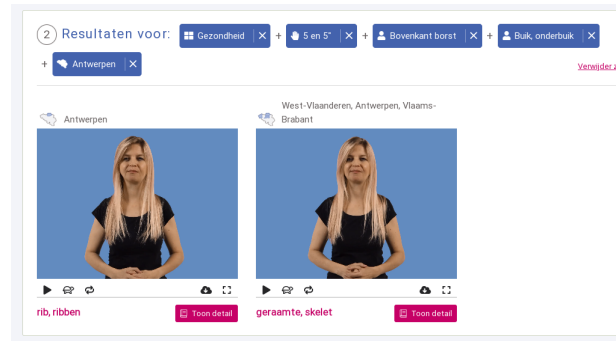 2 Resultaten voor: Gezondheid × + 5 en 5" × + Bovenkant borst × + Buik, onderbuik ×
+ Antwerpen ×
Verwijder z
Antwerpen
West-Vlaanderen, Antwerpen, Vlaams-
Brabant
rib, ribben
Toon detail
geraamte, skelet
Toon detail